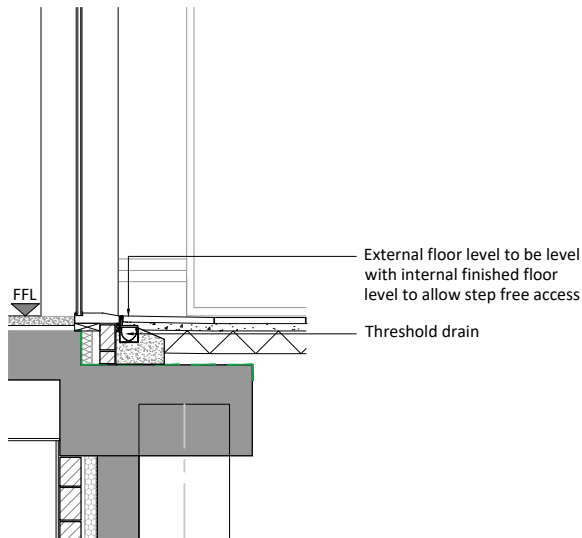 External floor level to be level
with internal finished floor
level to allow step free access
FFL
Threshold drain